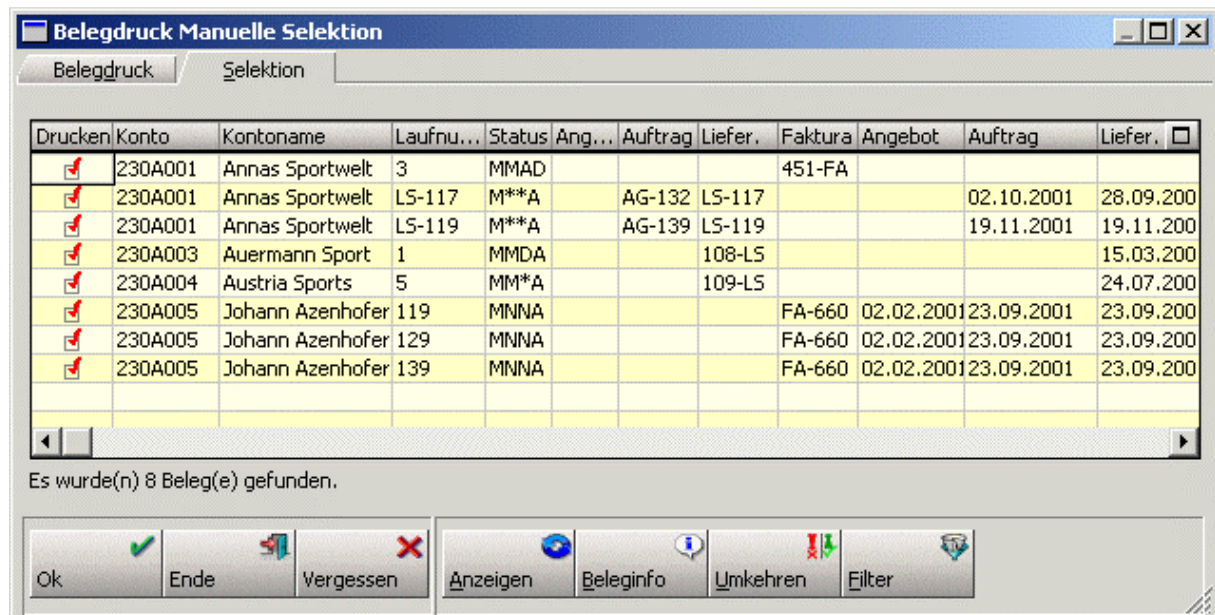 Belegdruck Manuelle Selektion
Belegdruck Selektion
Drucken Konto Kontoname Laufnu... Status Ang... Auftrag Liefer. Faktura Angebot Auftrag Liefer.
230A001 Annas Sportwelt 3 MMAD 451-FA
230A001 Annas Sportwelt LS-117 M**A AG-132 LS-117 02.10.2001 28.09.200
230A001 Annas Sportwelt LS-119 M**A AG-139 LS-119 19.11.2001 19.11.200
230A003 Auermann Sport 1 MMDA 108-LS 15.03.200
230A004 Austria Sports 5 MM*A 109-LS 24.07.200
230A005 Johann Azenhofer 119 MNNA FA-660 02.02.2001 23.09.2001 23.09.200
230A005 Johann Azenhofer 129 MNNA FA-660 02.02.2001 23.09.2001 23.09.200
230A005 Johann Azenhofer 139 MNNA FA-660 02.02.2001 23.09.2001 23.09.200
Es wurde(n) 8 Beleg(e) gefunden.
Ok Ende Vergessen Anzeigen Beleginfo Umkehren Filter